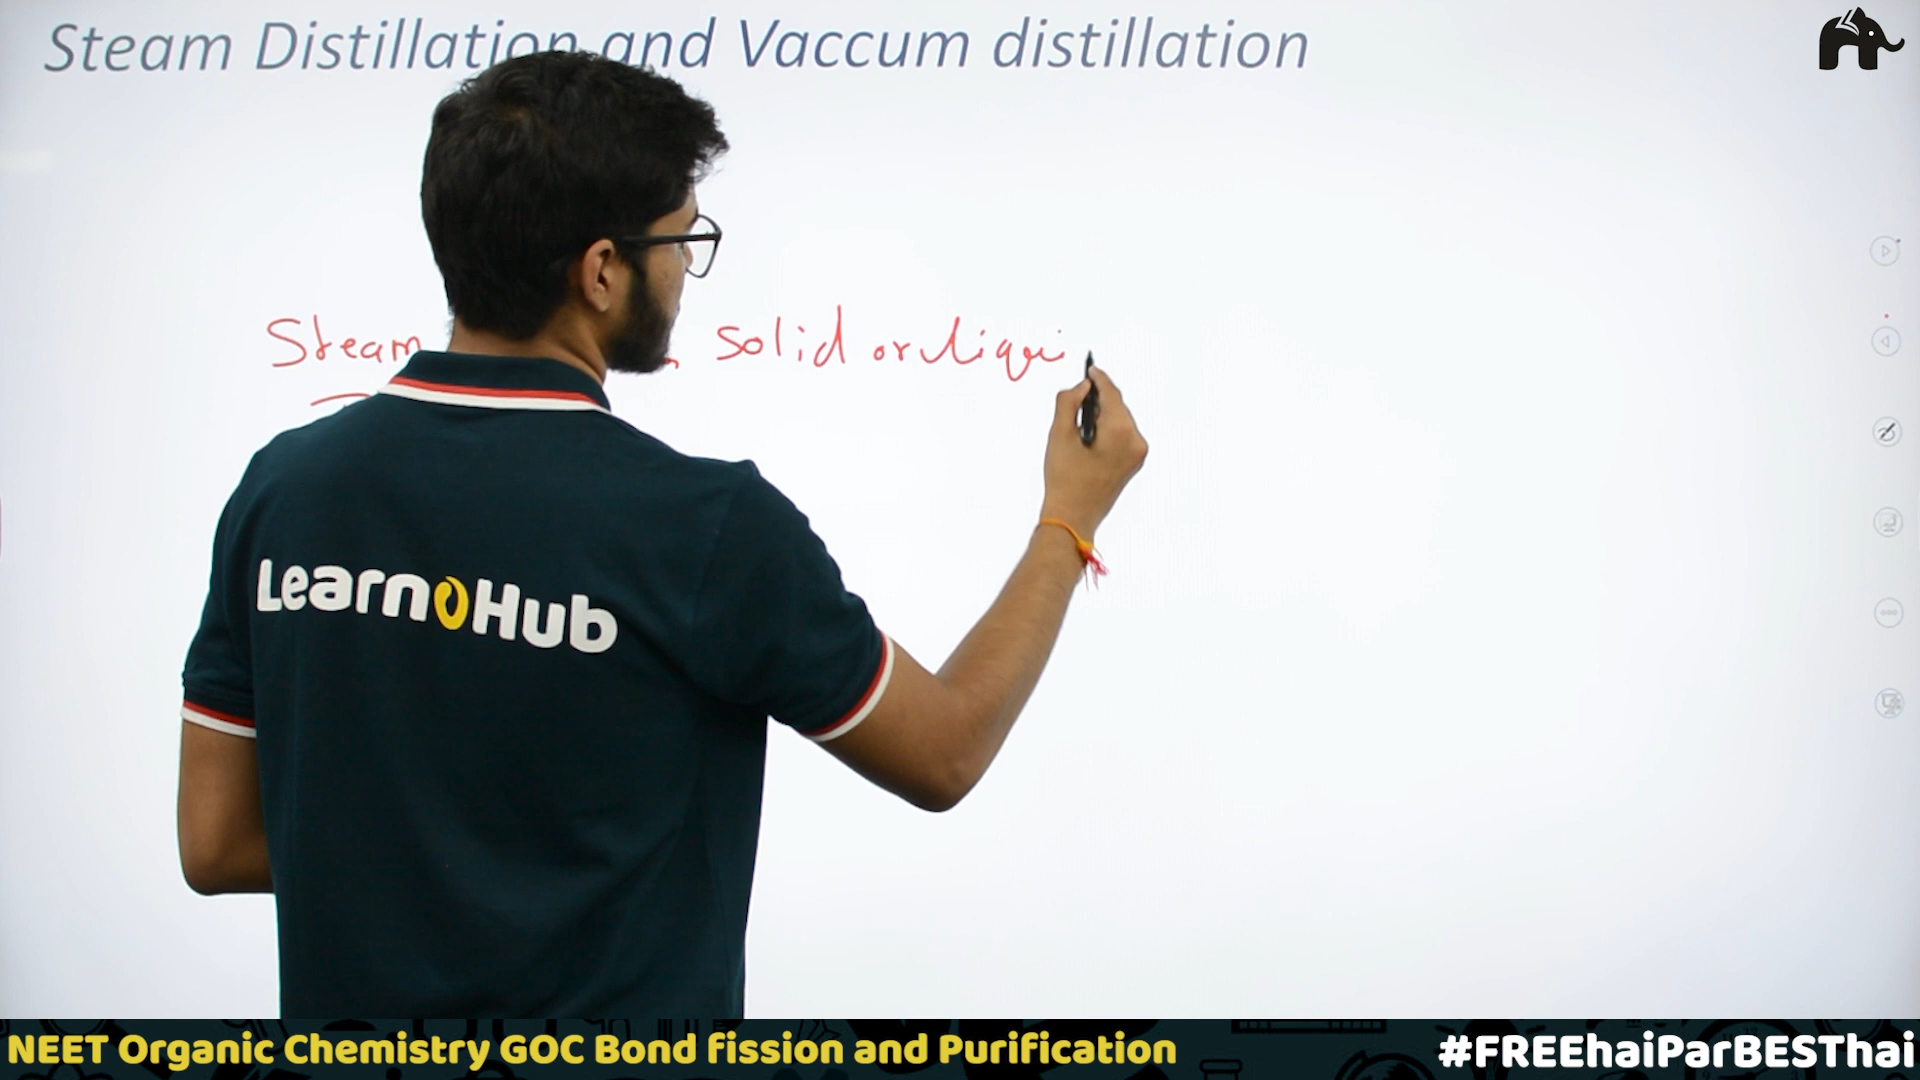 Steam Distillation and Vaccum distillation
Steam solid or liqui
LearnoHub
NEET Organic Chemistry GOC Bond fission and Purification
#FREEhaiParBESThai